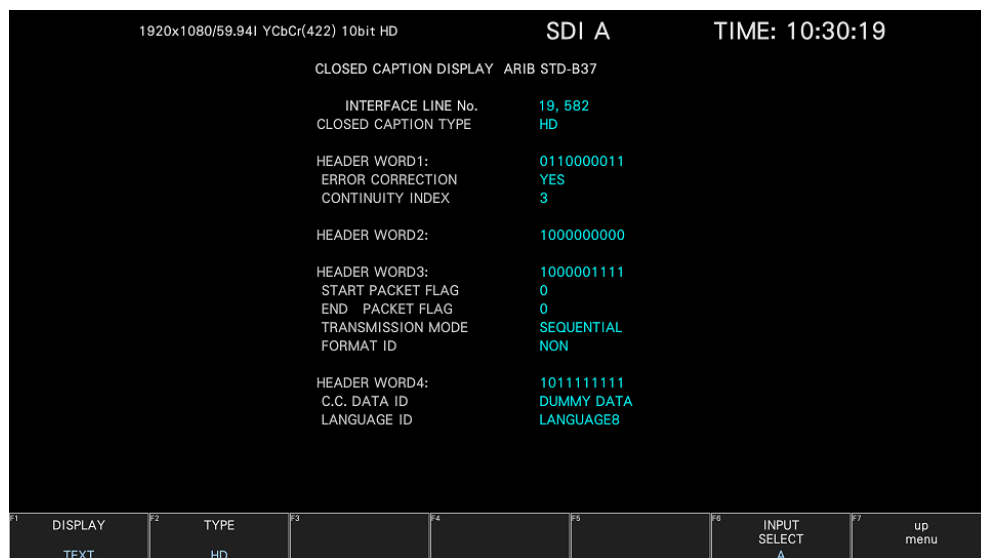 1920x1080/59.94I YCbCr(422) 10bit HD SDI A TIME: 10:30:19
CLOSED CAPTION DISPLAY ARIB STD-B37
INTERFACE LINE No. 19, 582
CLOSED CAPTION TYPE HD
HEADER WORD1: 0110000011
ERROR CORRECTION YES
CONTINUITY INDEX 3
HEADER WORD2: 1000000000
HEADER WORD3: 1000001111
START PACKET FLAG 0
END PACKET FLAG 0
TRANSMISSION MODE SEQUENTIAL
FORMAT ID NON
HEADER WORD4: 1011111111
C.C. DATA ID DUMMY DATA
LANGUAGE ID LANGUAGE8
F1 DISPLAY F2 TYPE F3 F4 F5 F6 INPUT SELECT F7 up menu
TEXT HD A